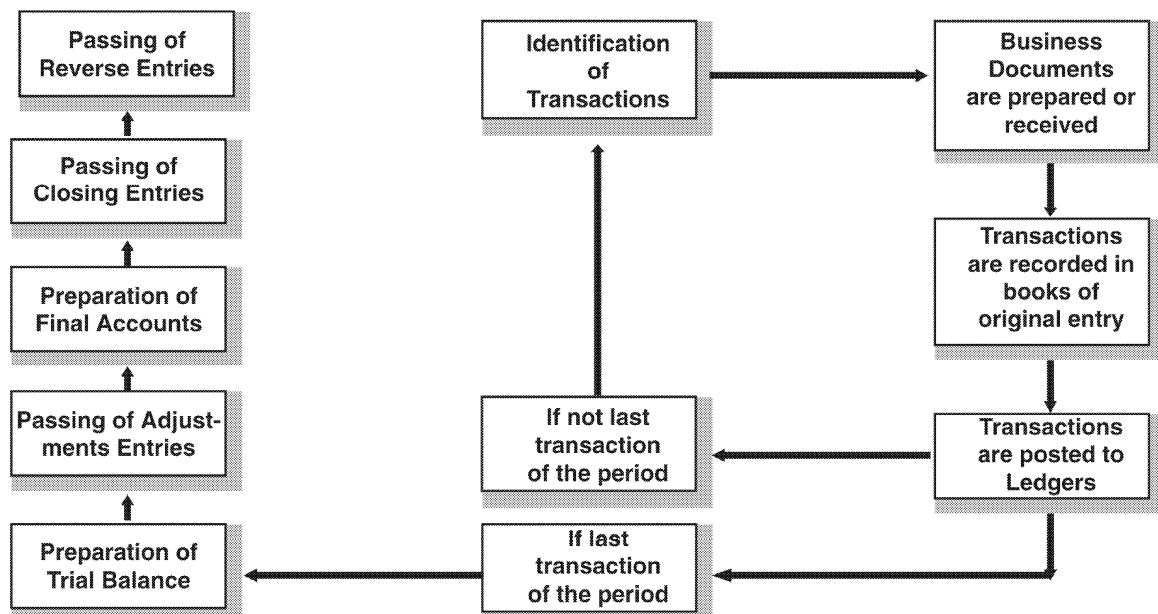 Passing of
Reverse Entries
Passing of
Closing Entries
Preparation of
Final Accounts
Passing of Adjust-
ments Entries
Preparation of
Trial Balance
Identification
of
Transactions
If not last
transaction
of the period
If last
transaction
of the period
Business
Documents
are prepared or
received
Transactions
are recorded in
books of
original entry
Transactions
are posted to
Ledgers